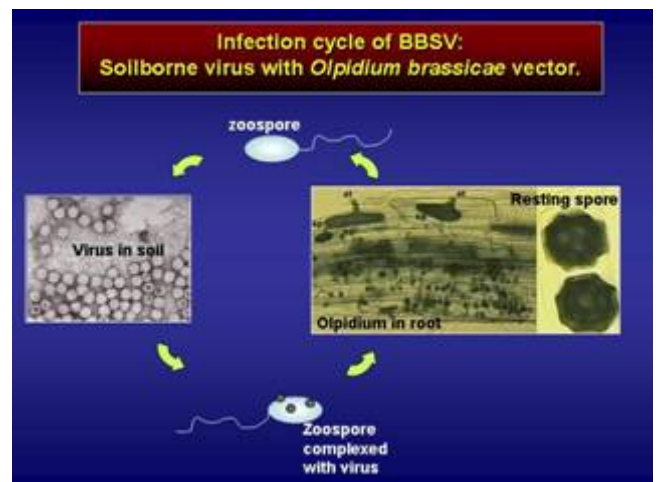 Infection cycle of BBSV:
Soilborne virus with Olpidium brassicae vector.
zoospore
Virus in soil
Resting spore
Olpidium in root
Zoospore
complexed
with virus